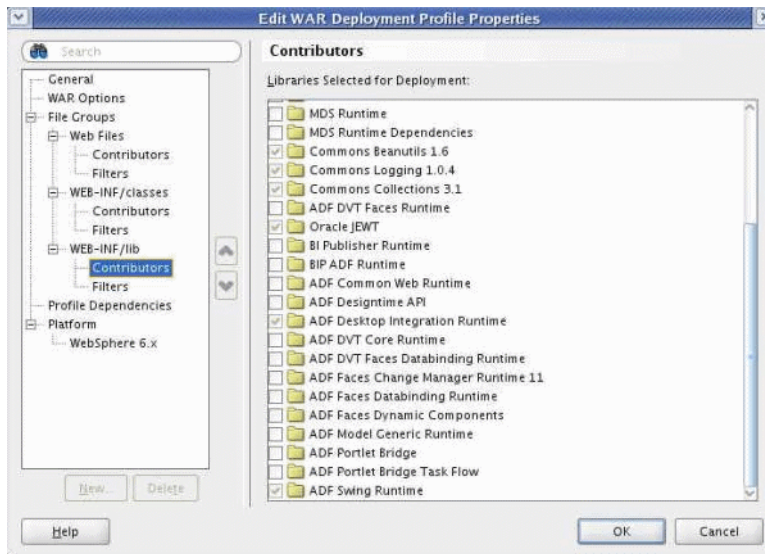 Edit WAR Deployment Profile Properties
Search
General
WAR Options
File Groups
Web Files
Contributors
Filters
WEB-INF/classes
Contributors
Filters
WEB-INF/lib
Contributors
Filters
Profile Dependencies
Platform
WebSphere 6.x
New...
Delete
Contributors
Libraries Selected for Deployment:
MDS Runtime
MDS Runtime Dependencies
Commons Beanutils 1.6
Commons Logging 1.0.4
Commons Collections 3.1
ADF DVT Faces Runtime
Oracle JEWT
BI Publisher Runtime
BIP ADF Runtime
ADF Common Web Runtime
ADF Designtime API
ADF Desktop Integration Runtime
ADF DVT Core Runtime
ADF DVT Faces Databinding Runtime
ADF Faces Change Manager Runtime 11
ADF Faces Databinding Runtime
ADF Faces Dynamic Components
ADF Model Generic Runtime
ADF Portlet Bridge
ADF Portlet Bridge Task Flow
ADF Swing Runtime
Help
OK
Cancel